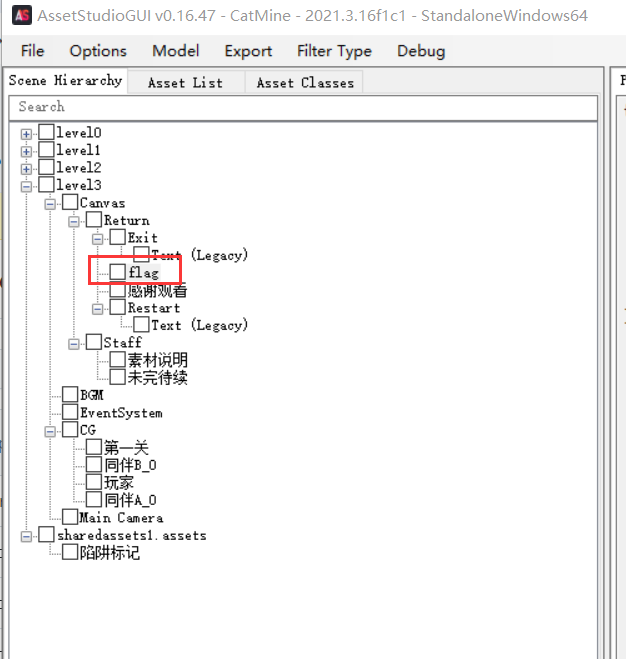 AssetStudioGUI v0.16.47 - CatMine - 2021.3.16f1c1 - StandaloneWindows64
File Options Model Export Filter Type Debug
Scene Hierarchy Asset List Asset Classes
Search
level0
level1
level2
level3
Canvas
Return
Exit
Text (Legacy)
flag
感谢观看
Restart
Text (Legacy)
Staff
素材说明
未完待续
BGM
EventSystem
CG
第一关
同伴B_0
玩家
同伴A_0
Main Camera
sharedassets1.assets
陷阱标记